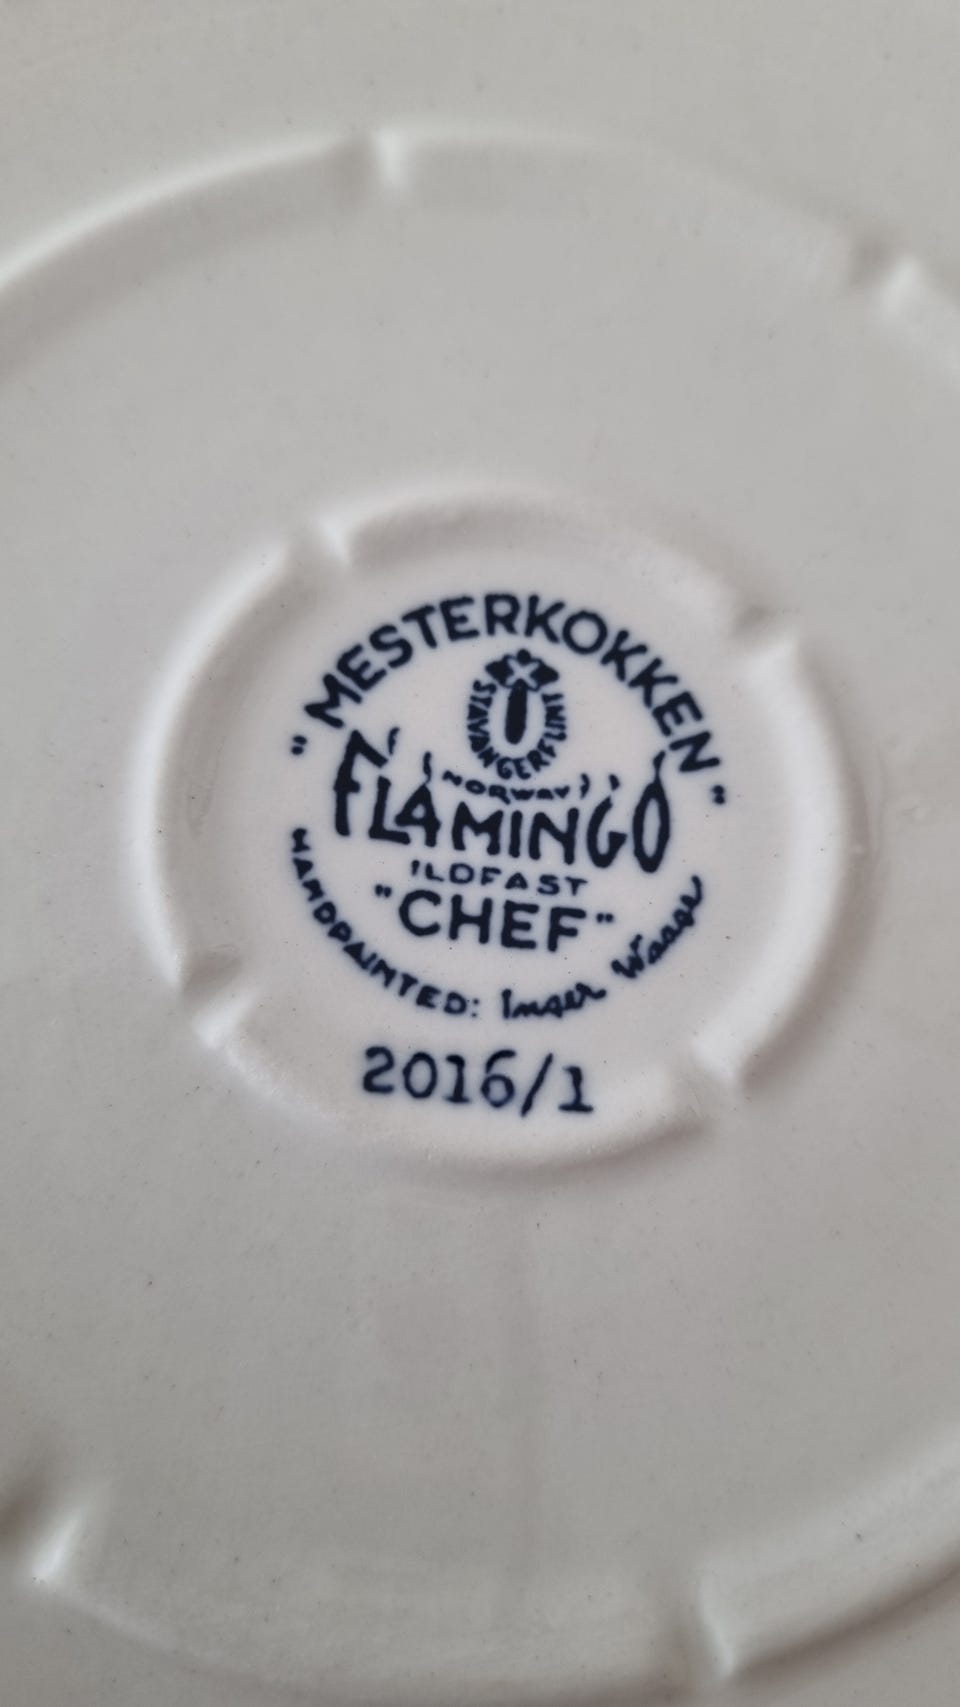 "MESTERKOKKEN"
STAVANGERFLINT
NORWAY
FLAMINGO
ILDFAST
"CHEF"
HANDPAINTED: Inger Waage
2016/1